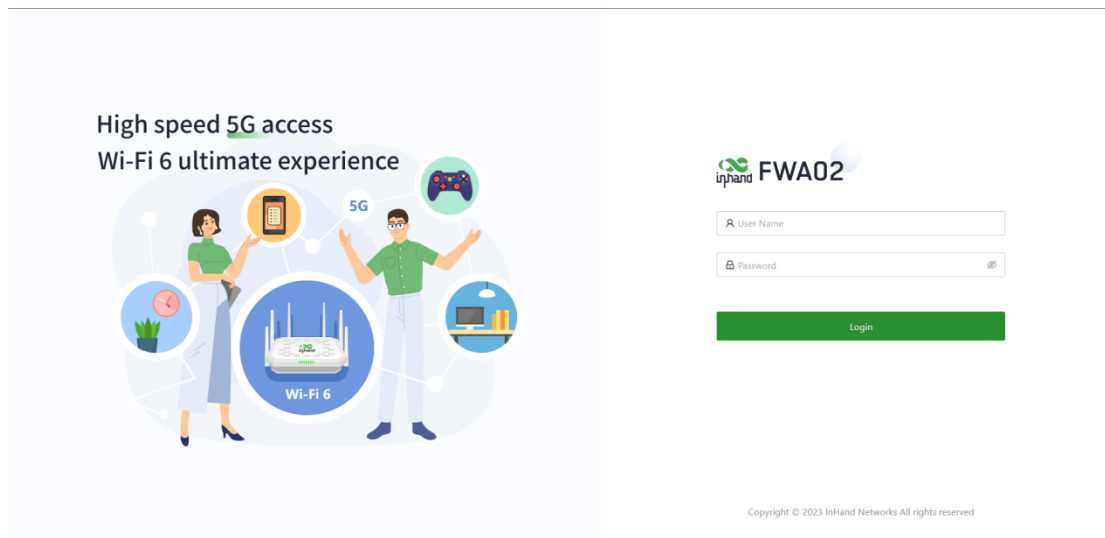 High speed 5G access
Wi-Fi 6 ultimate experience
5G
inhand
Wi-Fi 6
inhand FWA02
User Name
Password
Login
Copyright © 2023 InHand Networks All rights reserved